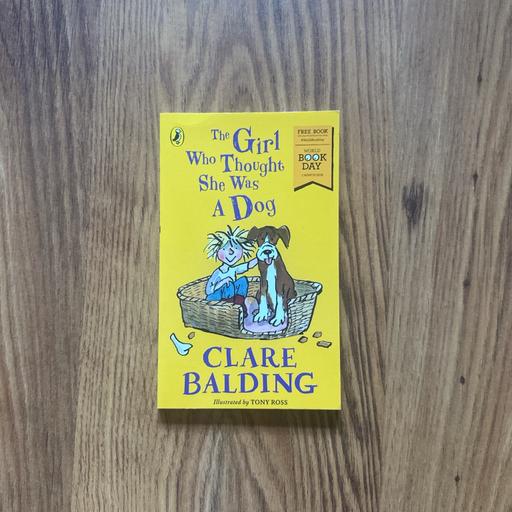 The Girl
Who Thought
She Was
A Dog
FREE BOOK
WORLD
BOOK
DAY
CLARE
BALDING
Illustrated by TONY ROSS